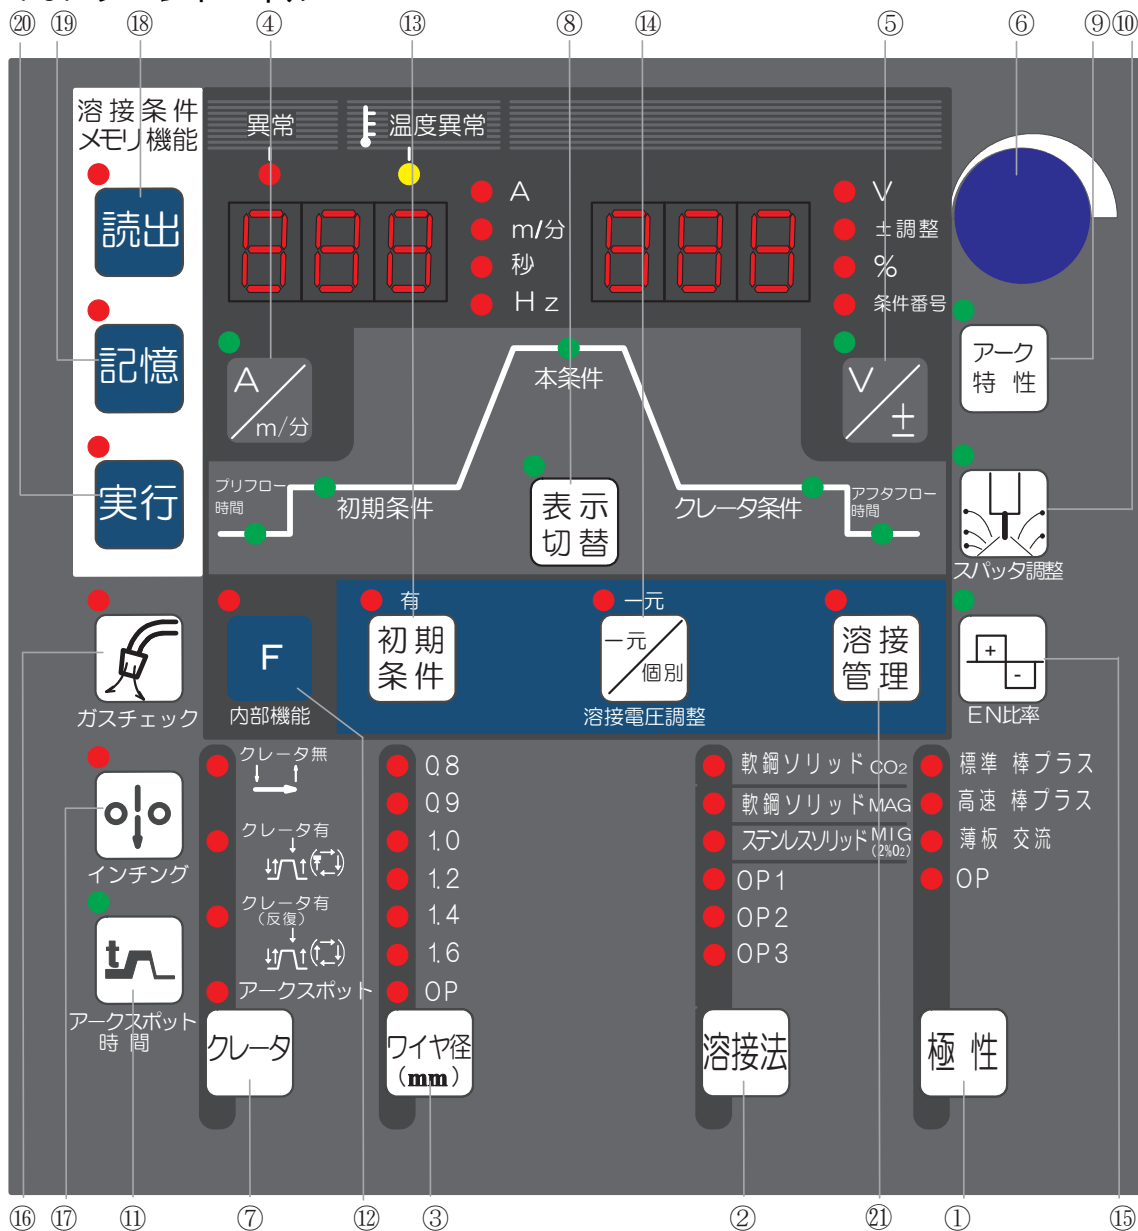 ⑳ ⑲ ⑱ ④ ⑬ ⑧ ⑭ ⑤ ⑥ ⑨ ⑩
溶接条件
メモリ機能
異常
温度異常
読出
記憶
実行
A
m/分
秒
Hz
V
±調整
%
条件番号
A
m/分
V
±
本条件
アーク
特性
プリフロー
時間
初期条件
表示
切替
クレータ条件
アフタフロー
時間
スパッタ調整
有
一元
F
内部機能
初期
条件
一元
個別
溶接電圧調整
溶接
管理
+
-
EN比率
ガスチェック
インチング
t
アークスポット
時間
クレータ無
クレータ有
クレータ有
(反復)
アークスポット
クレータ
0.8
0.9
1.0
1.2
1.4
1.6
OP
ワイヤ径
(mm)
軟鋼ソリッド CO2
軟鋼ソリッド MAG
ステンレスソリッド MIG
(2%O2)
OP1
OP2
OP3
溶接法
標準 棒プラス
高速 棒プラス
薄板 交流
OP
極性
⑯ ⑰ ⑪ ⑦ ⑫ ③ ② ㉑ ① ⑮